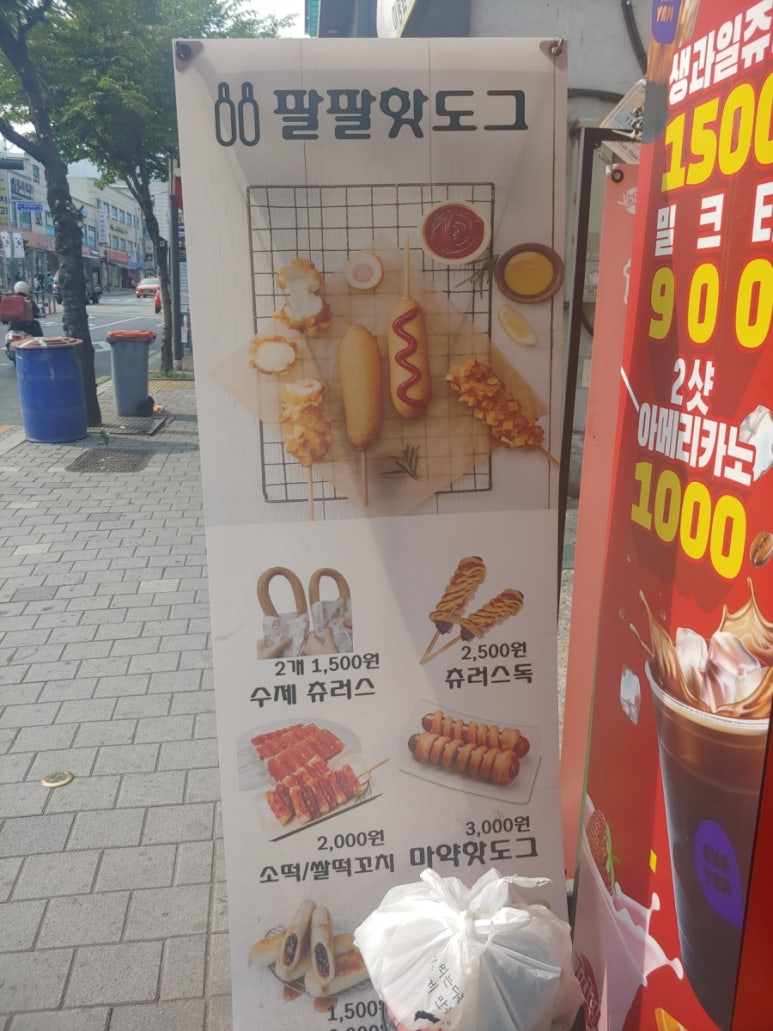 팔팔핫도그
2개 1,500원
수제 츄러스
2,500원
츄러스독
2,000원
소떡/쌀떡꼬치
3,000원
마약핫도그
1,500
생과일쥬
1500
밀크티
900
2샷
아메리카노
1000
CHA
YAN